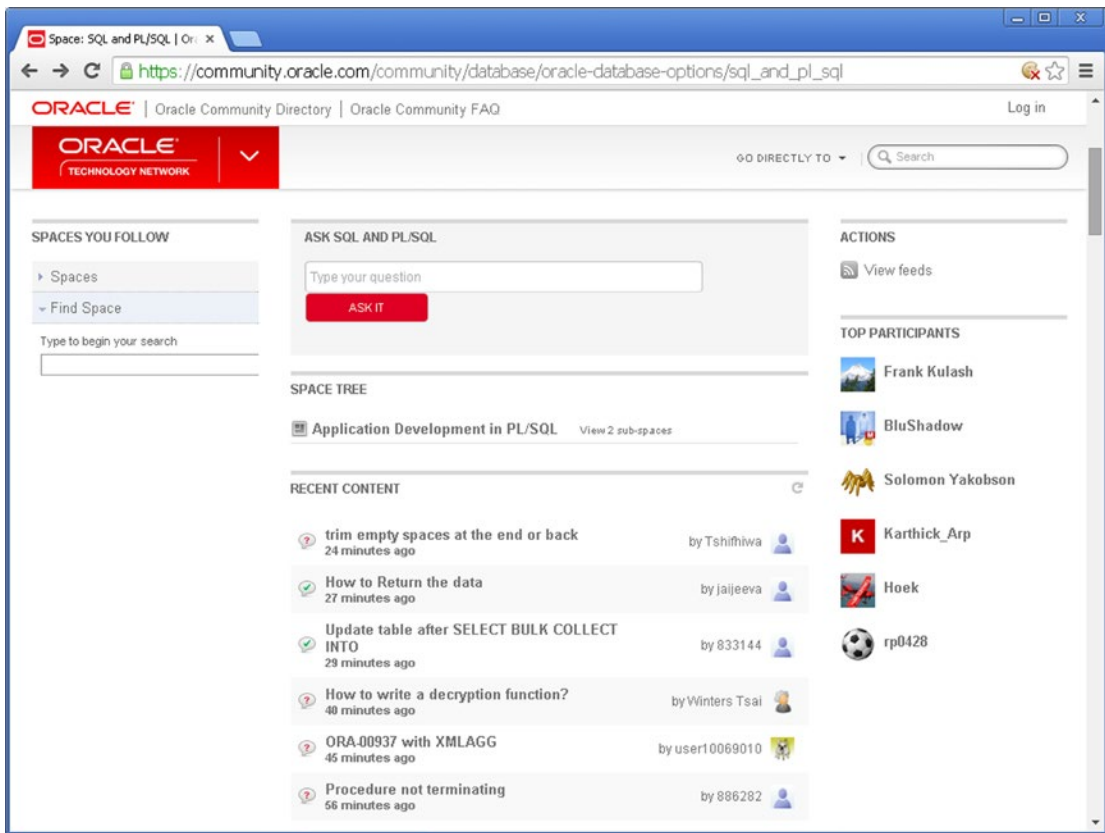 Space: SQL and PL/SQL | Or
https://community.oracle.com/community/database/oracle-database-options/sql_and_pl_sql
ORACLE | Oracle Community Directory | Oracle Community FAQ
Log in
ORACLE
TECHNOLOGY NETWORK
GO DIRECTLY TO
Search
SPACES YOU FOLLOW
Spaces
Find Space
Type to begin your search
ASK SQL AND PL/SQL
Type your question
ASK IT
SPACE TREE
Application Development in PL/SQL View 2 sub-spaces
RECENT CONTENT
trim empty spaces at the end or back
24 minutes ago
by Tshifhiwa
How to Return the data
27 minutes ago
by jaijeeva
Update table after SELECT BULK COLLECT
INTO
29 minutes ago
by 833144
How to write a decryption function?
40 minutes ago
by Winters Tsai
ORA-00937 with XMLAGG
45 minutes ago
by user10069010
Procedure not terminating
56 minutes ago
by 886282
ACTIONS
View feeds
TOP PARTICIPANTS
Frank Kulash
BluShadow
Solomon Yakobson
K
Karthick_Arp
Hoek
rp0428